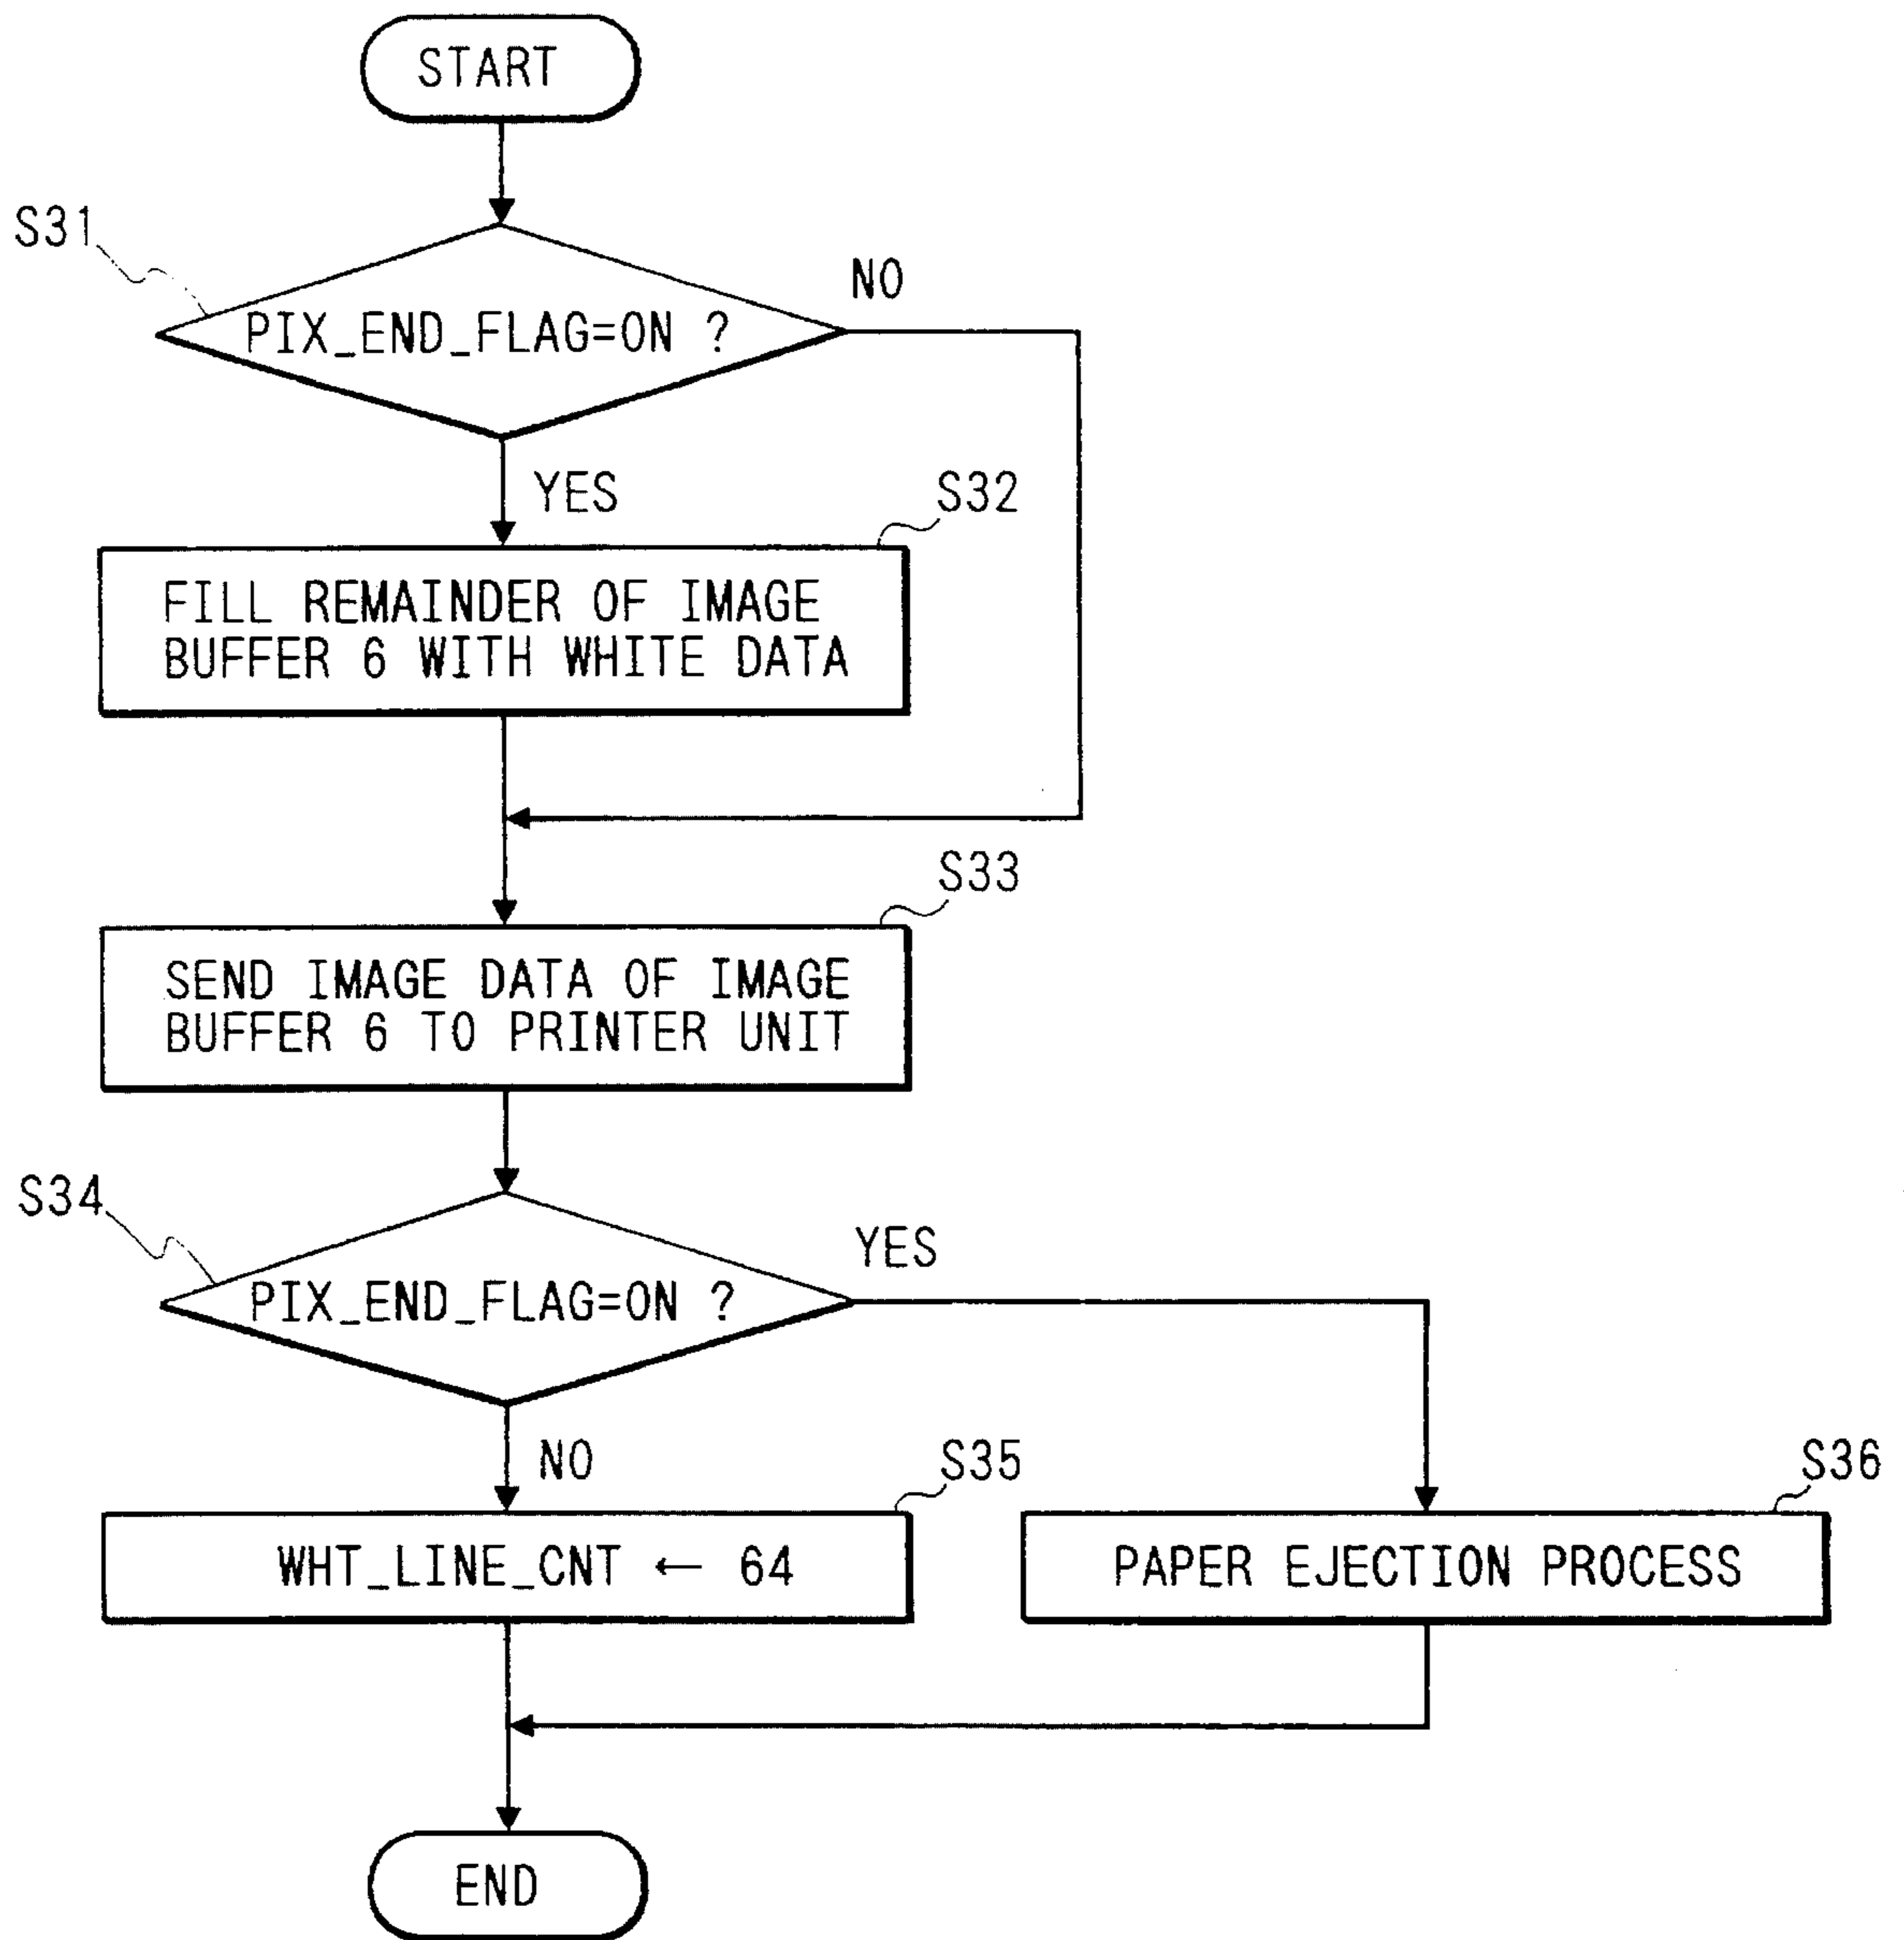 START
S31
NO
PIX_END_FLAG=ON ?
YES
S32
FILL REMAINDER OF IMAGE
BUFFER 6 WITH WHITE DATA
S33
SEND IMAGE DATA OF IMAGE
BUFFER 6 TO PRINTER UNIT
S34
YES
PIX_END_FLAG=ON ?
NO
S35
S36
WHT_LINE_CNT ← 64
PAPER EJECTION PROCESS
END